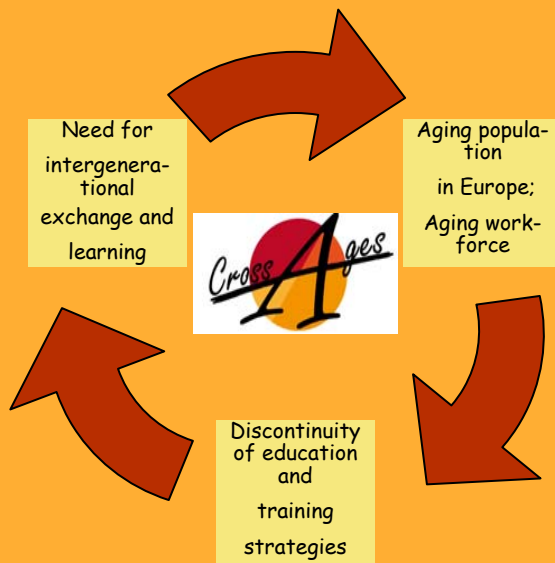 Need for
intergenera-
tional
exchange and
learning
Aging popula-
tion
in Europe;
Aging work-
force
Cross Ages
Discontinuity
of education
and
training
strategies